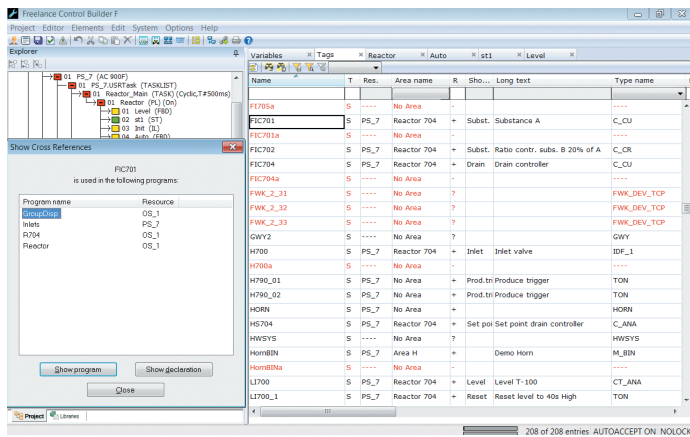 Freelance Control Builder F
Project Editor Elements Edit System Options Help
Explorer
01 PS_7 (AC 900F)
01 PS_7.USRTask (TASKLIST)
01 Reactor_Main (TASK) (Cyclic,T#500ms)
01 Reactor (PL) (On)
01 Level (FBD)
02 st1 (ST)
03 Init (IL)
04 Auto (FBD)
Show Cross References
FIC701
is used in the following programs:
Program name Resource
GroupDisp OS_1
Inlets PS_7
R704 OS_1
Reactor OS_1
Show program Show declaration
Close
Project Libraries
Variables Tags Reactor Auto st1 Level
Name T Res. Area name R Sho... Long text Type name
FI705a S ---- No Area - ----
FIC701 S PS_7 Reactor 704 + Subst. Substance A C_CU
FIC701a S ---- No Area - ----
FIC702 S PS_7 Reactor 704 + Subst. Ratio contr. subs. B 20% of A C_CR
FIC704 S PS_7 Reactor 704 + Drain Drain controller C_CU
FIC704a S ---- No Area - ----
FWK_2_31 S ---- No Area ? FWK_DEV_TCP
FWK_2_32 S ---- No Area ? FWK_DEV_TCP
FWK_2_33 S ---- No Area ? FWK_DEV_TCP
GWY2 S ---- No Area ? GWY
H700 S PS_7 Reactor 704 + Inlet Inlet valve IDF_1
H700a S ---- No Area - ----
H790_01 S PS_7 No Area + Prod.tri Produce trigger TON
H790_02 S PS_7 No Area + Prod.tri Produce trigger TON
HORN S PS_7 No Area + HORN
HS704 S PS_7 Reactor 704 + Set poi Set point drain controller C_ANA
HWSYS S ---- No Area ? HWSYS
HornBIN S PS_7 Area H + Demo Horn M_BIN
HornBINa S ---- No Area - ----
LI700 S PS_7 Reactor 704 + Level Level T-100 CT_ANA
LI700_1 S PS_7 Reactor 704 + Reset Reset level to 40s High TON
208 of 208 entries AUTOACCEPT ON NOLOCK